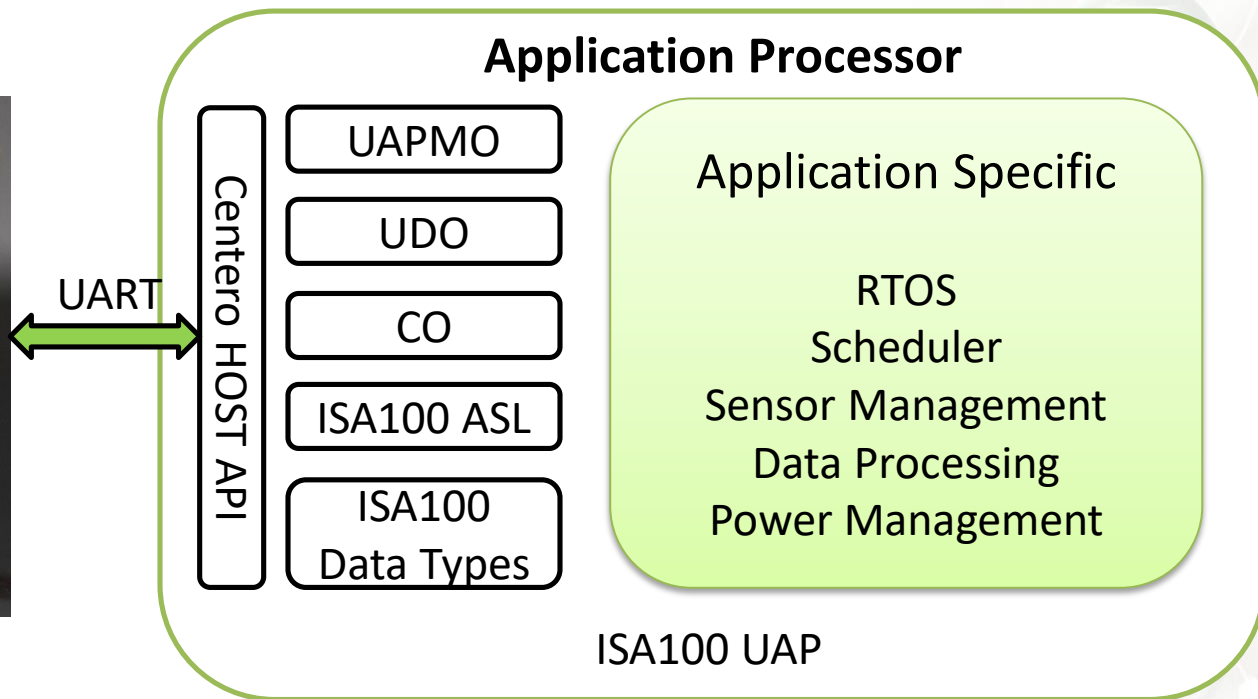 Application Processor
UART
Centero HOST API
UAPMO
UDO
CO
ISA100 ASL
ISA100
Data Types
Application Specific
RTOS
Scheduler
Sensor Management
Data Processing
Power Management
ISA100 UAP